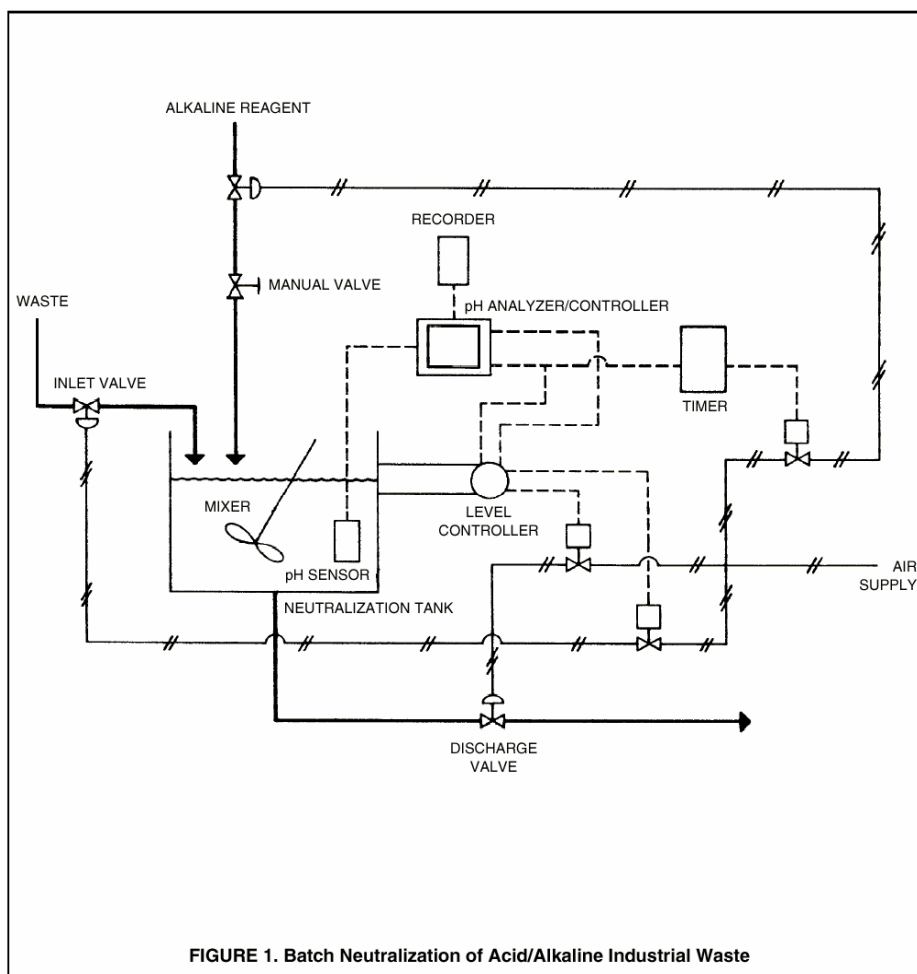 ALKALINE REAGENT
RECORDER
MANUAL VALVE
pH ANALYZER/CONTROLLER
WASTE
INLET VALVE
TIMER
MIXER
LEVEL
CONTROLLER
pH SENSOR
AIR
SUPPLY
NEUTRALIZATION TANK
DISCHARGE
VALVE
FIGURE 1. Batch Neutralization of Acid/Alkaline Industrial Waste